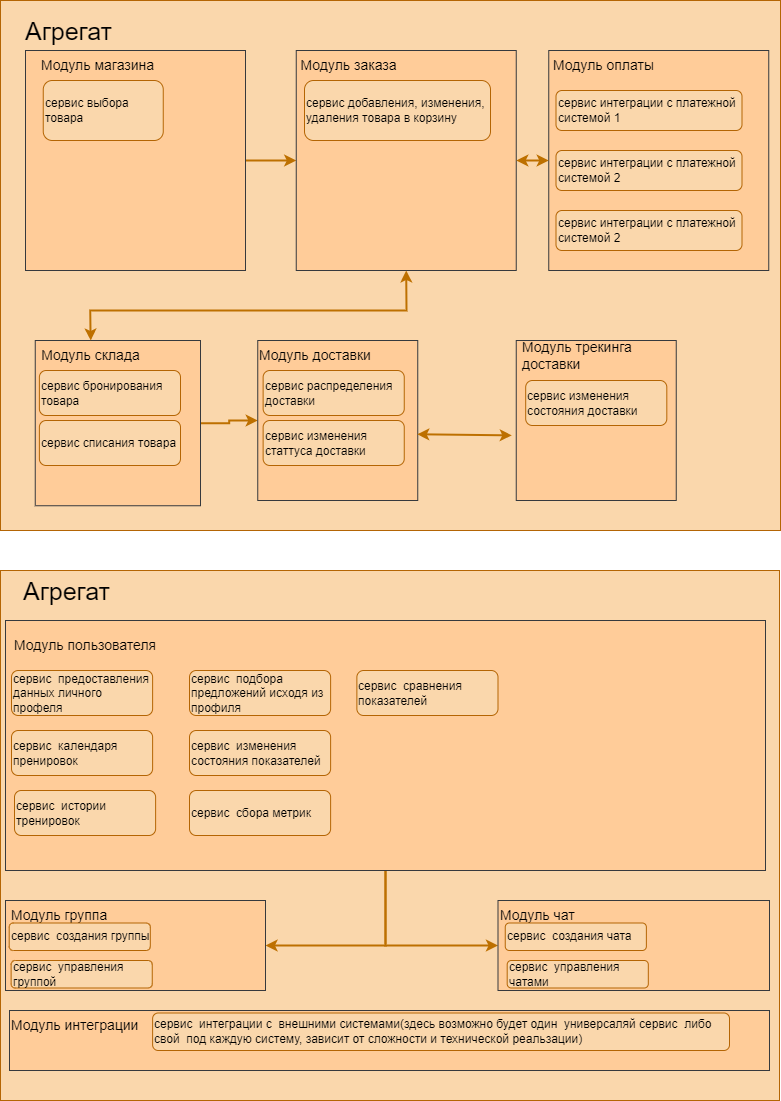 Агрегат
Модуль магазина
сервис выбора
товара
Модуль заказа
сервис добавления, изменения,
удаления товара в корзину
Модуль оплаты
сервис интеграции с платежной
системой 1
сервис интеграции с платежной
системой 2
сервис интеграции с платежной
системой 2
Модуль склада
сервис бронирования
товара
сервис списания товара
Модуль доставки
сервис распределения
доставки
сервис изменения
статтуса доставки
Модуль трекинга
доставки
сервис изменения
состояния доставки
Агрегат
Модуль пользователя
сервис предоставления
данных личного
профеля
сервис подбора
предложений исходя из
профиля
сервис сравнения
показателей
сервис календаря
пренировок
сервис изменения
состояния показателей
сервис истории
тренировок
сервис сбора метрик
Модуль группа
сервис создания группы
сервис управления
группой
Модуль чат
сервис создания чата
сервис управления
чатами
Модуль интеграции
сервис интеграции с внешними системами(здесь возможно будет один универсаляй сервис либо
свой под каждую систему, зависит от сложности и технической реальзации)